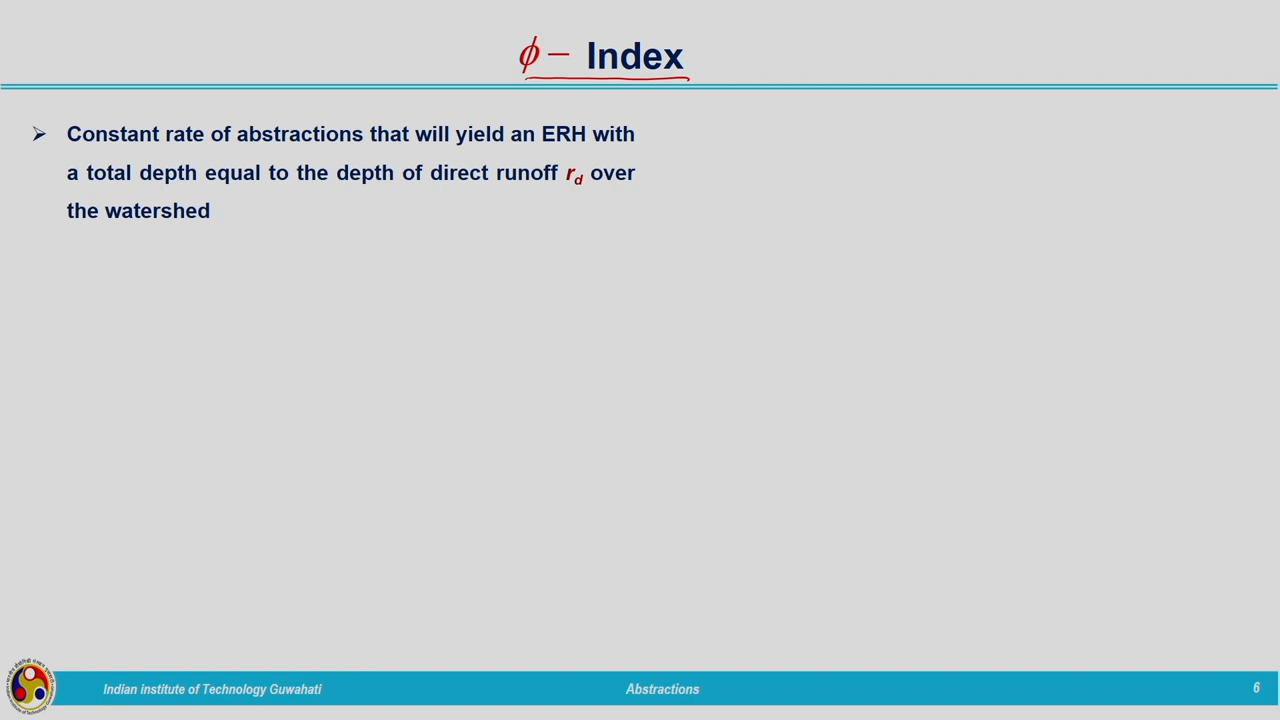 ϕ − Index
➢ Constant rate of abstractions that will yield an ERH with
a total depth equal to the depth of direct runoff r_d over
the watershed
Indian institute of Technology Guwahati
Abstractions
6